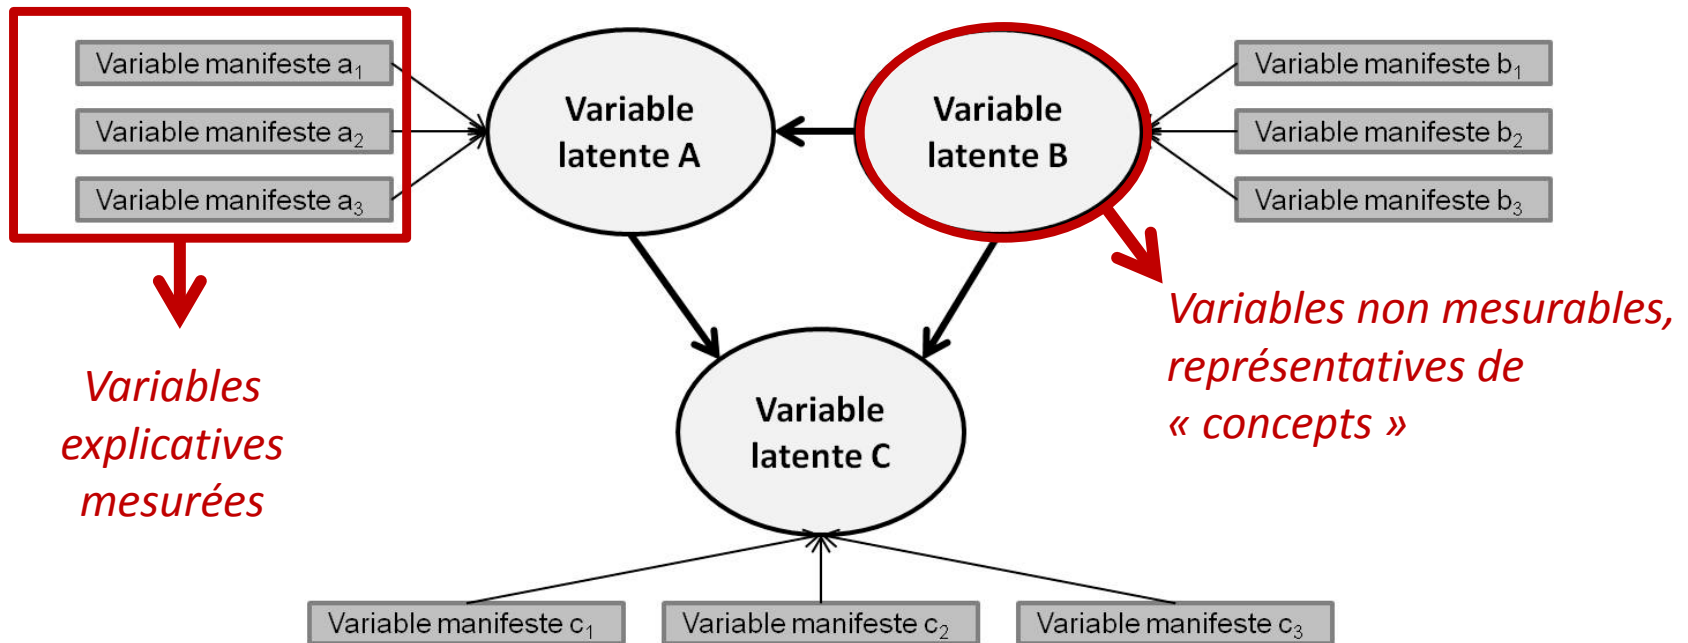 Variable manifeste a₁
Variable manifeste a₂
Variable manifeste a₃
Variable
latente A
Variable
latente B
Variable manifeste b₁
Variable manifeste b₂
Variable manifeste b₃
Variables
explicatives
mesurées
Variable
latente C
Variables non mesurables,
représentatives de
« concepts »
Variable manifeste c₁
Variable manifeste c₂
Variable manifeste c₃